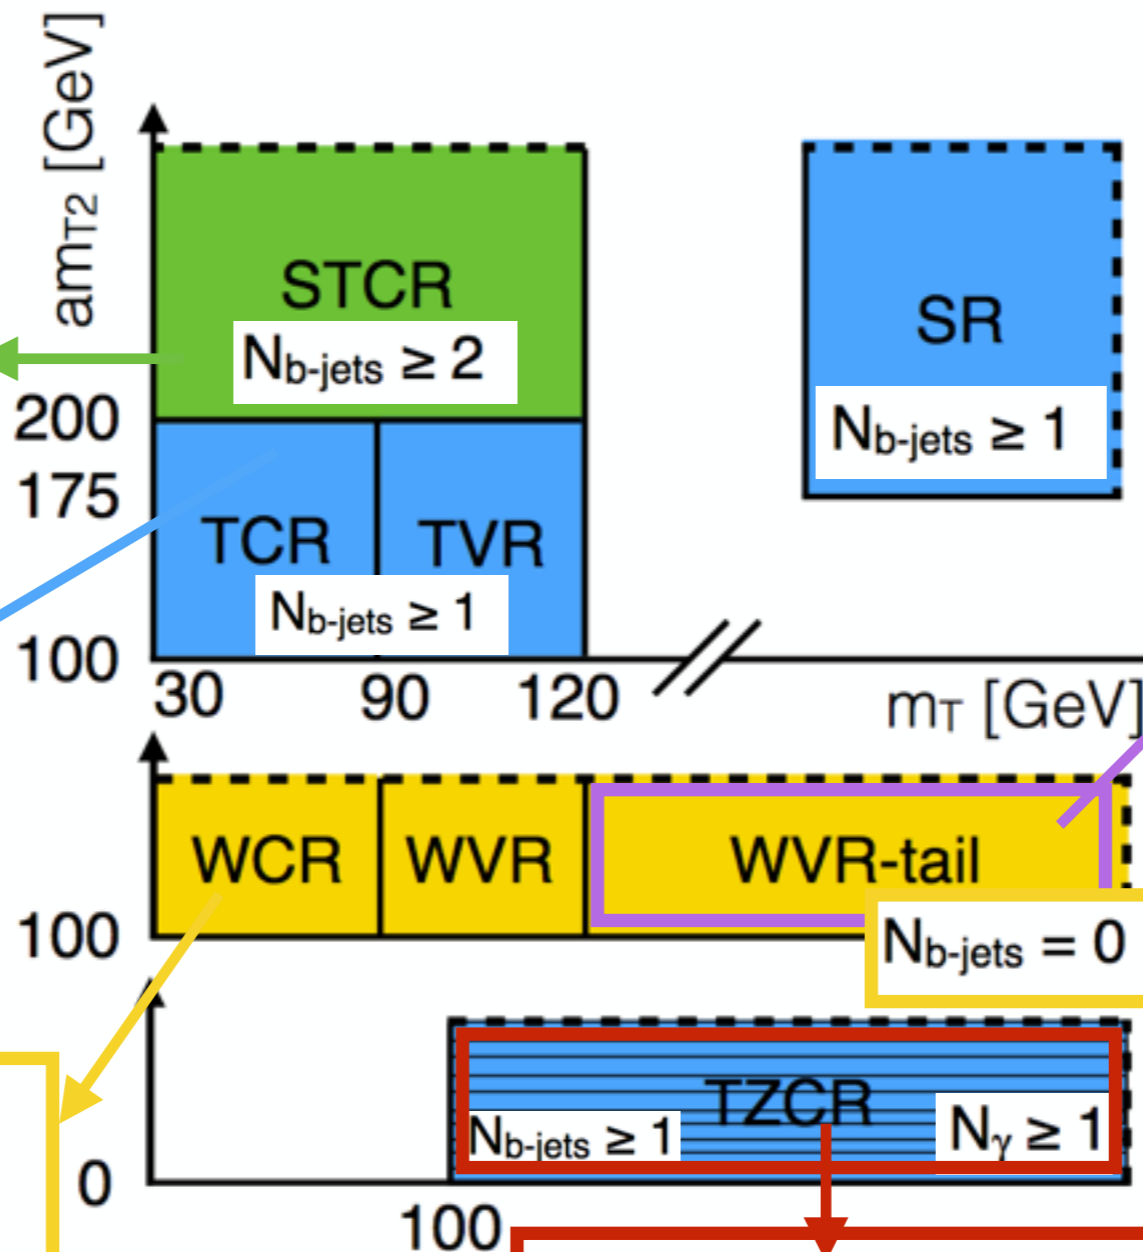 am_T2 [GeV]
STCR
N_b-jets ≥ 2
SR
N_b-jets ≥ 1
200
175
TCR TVR
N_b-jets ≥ 1
100
30 90 120
m_T [GeV]
WCR WVR WVR-tail
100
N_b-jets = 0
TZCR
N_b-jets ≥ 1 N_γ ≥ 1
0
100